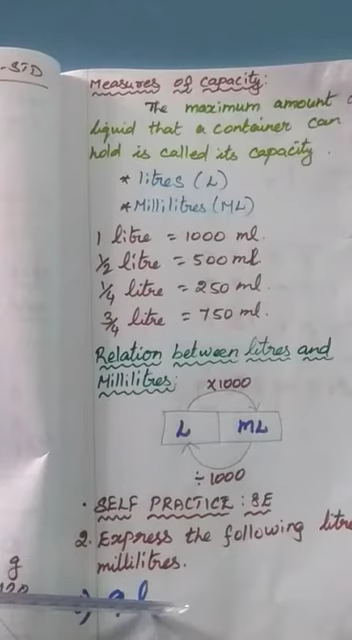 -STD
Measures of capacity:
The maximum amount
liquid that a container can
hold is called its capacity.
* litres (L)
* Millilitres (ML)
1 litre = 1000 ml.
1/2 litre = 500 ml.
1/4 litre = 250 ml.
3/4 litre = 750 ml.
Relation between litres and
Millilitres;
x1000
L ML
÷1000
. SELF PRACTICE : 8E
2. Express the following litre
millilitres.
g